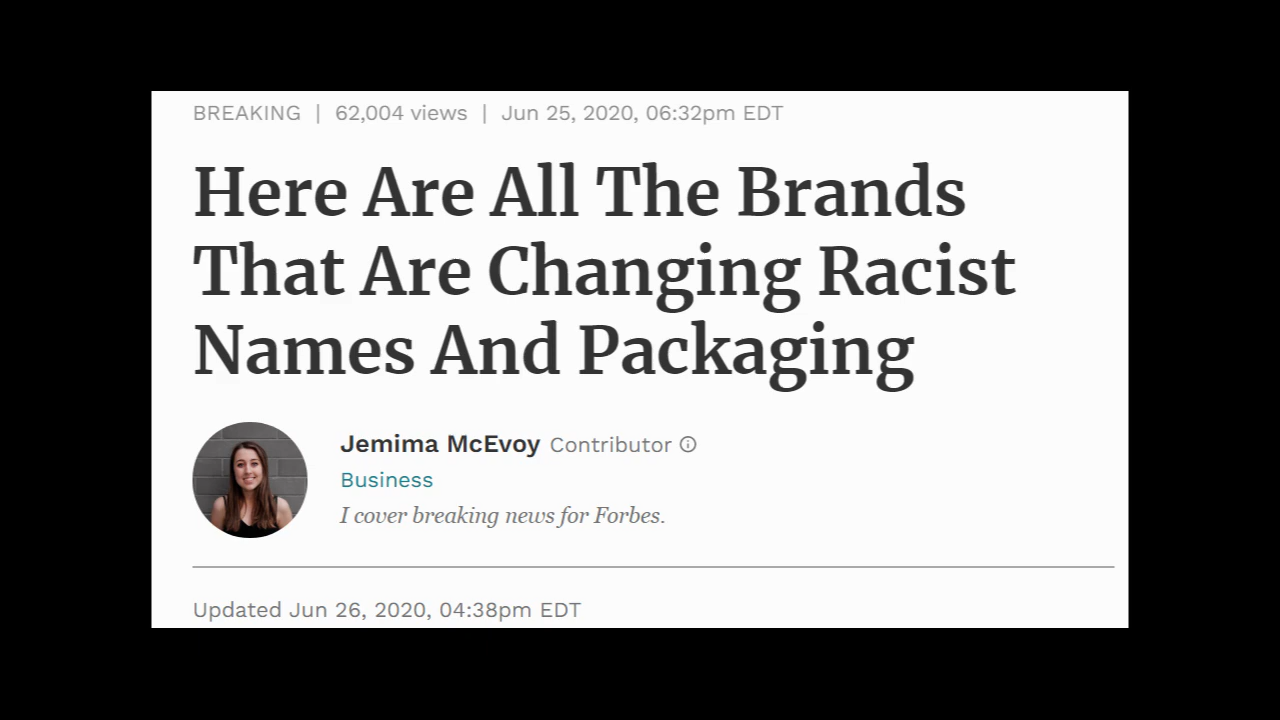 BREAKING | 62,004 views | Jun 25, 2020, 06:32pm EDT
Here Are All The Brands
That Are Changing Racist
Names And Packaging
Jemima McEvoy Contributor ⓘ
Business
I cover breaking news for Forbes.
Updated Jun 26, 2020, 04:38pm EDT